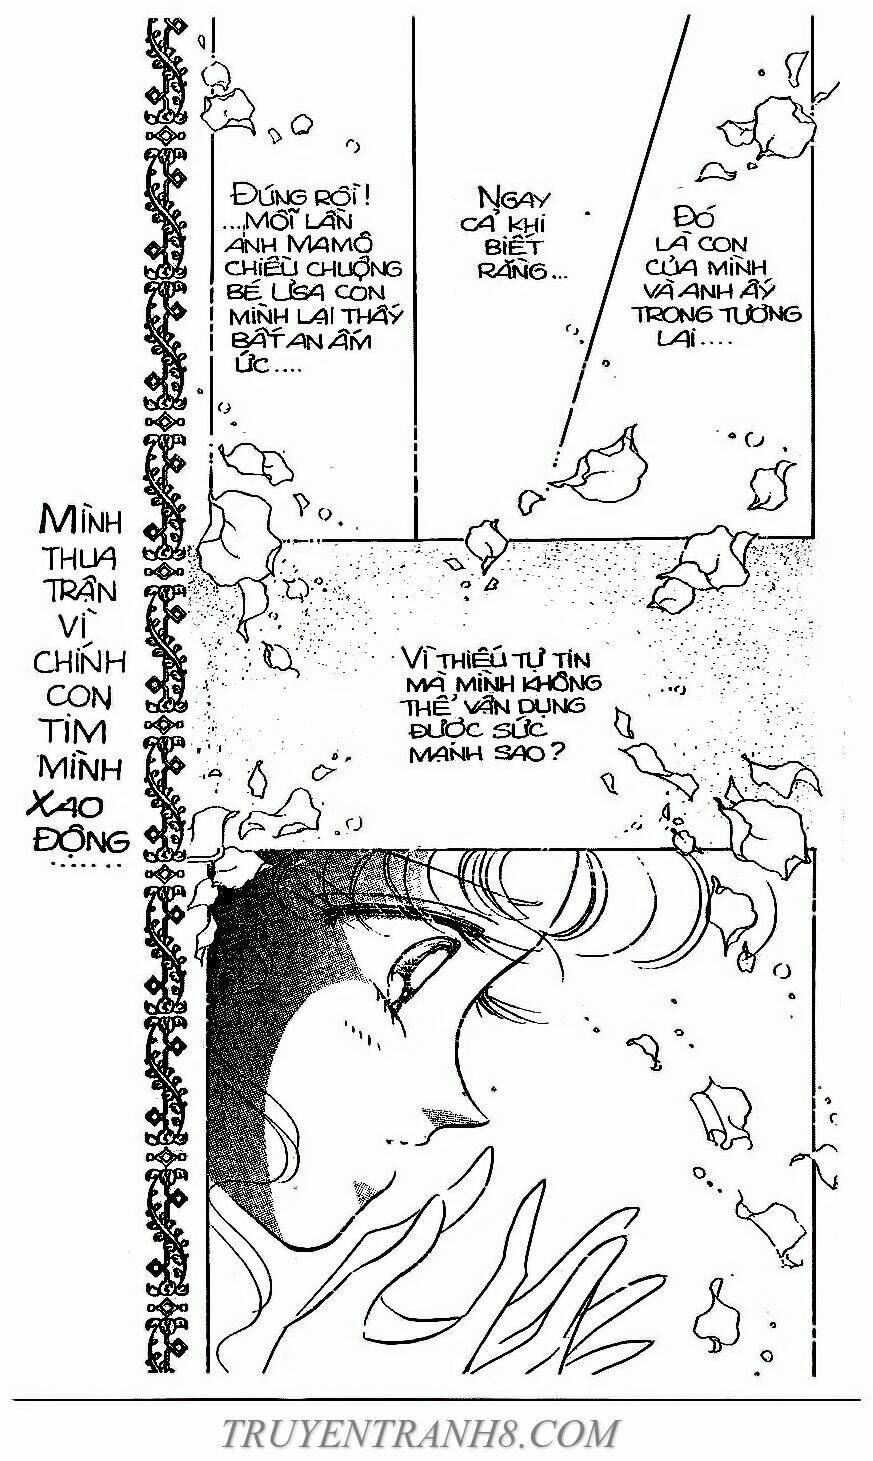 ĐÚNG RỒI!
...MỖI LẦN
ANH MAMÔ
CHIỀU CHUỘNG
BÉ ÚSA CON
MÌNH LẠI THẤY
BẤT AN ẤM
ỨC....
NGAY
CẢ KHI
BIẾT
RẰNG...
ĐÓ
LÀ CON
CỦA MÌNH
VÀ ANH ẤY
TRONG TƯƠNG
LAI....
VÌ THIẾU TỰ TIN
MÀ MÌNH KHÔNG
THỂ VẬN DỤNG
ĐƯỢC SỨC
MẠNH SAO?
MÌNH
THUA
TRẬN
VÌ
CHÍNH
CON
TIM
MÌNH
XAO
ĐỘNG
.......
TRUYENTRANH8.COM